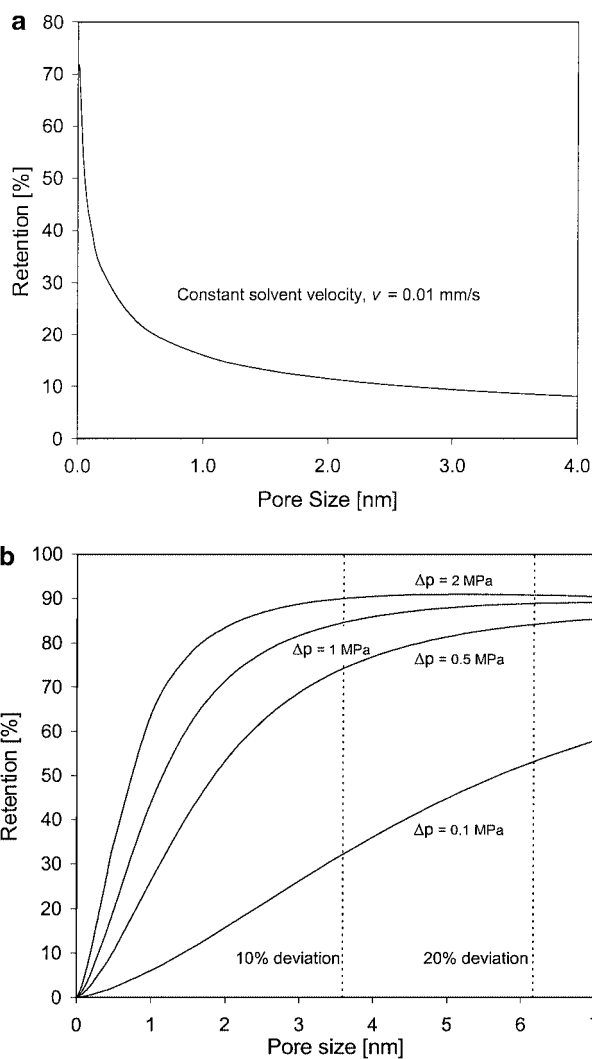 a
80
70
60
50
40
30
20
10
0
Retention [%]
Constant solvent velocity, v = 0.01 mm/s
0.0 1.0 2.0 3.0 4.0
Pore Size [nm]
b
100
90
80
70
60
50
40
30
20
10
0
Retention [%]
Δp = 2 MPa
Δp = 1 MPa
Δp = 0.5 MPa
Δp = 0.1 MPa
10% deviation 20% deviation
0 1 2 3 4 5 6 7
Pore size [nm]